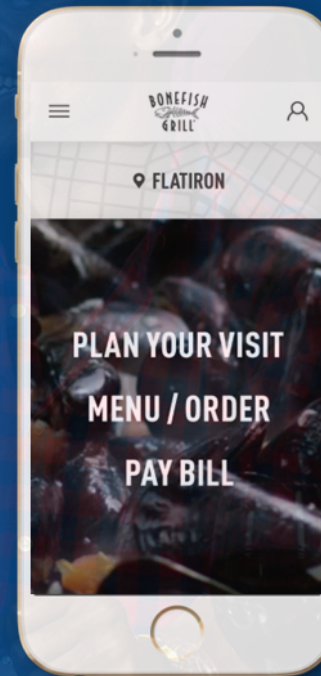 BONEFISH
GRILL
FLATIRON
PLAN YOUR VISIT
MENU / ORDER
PAY BILL